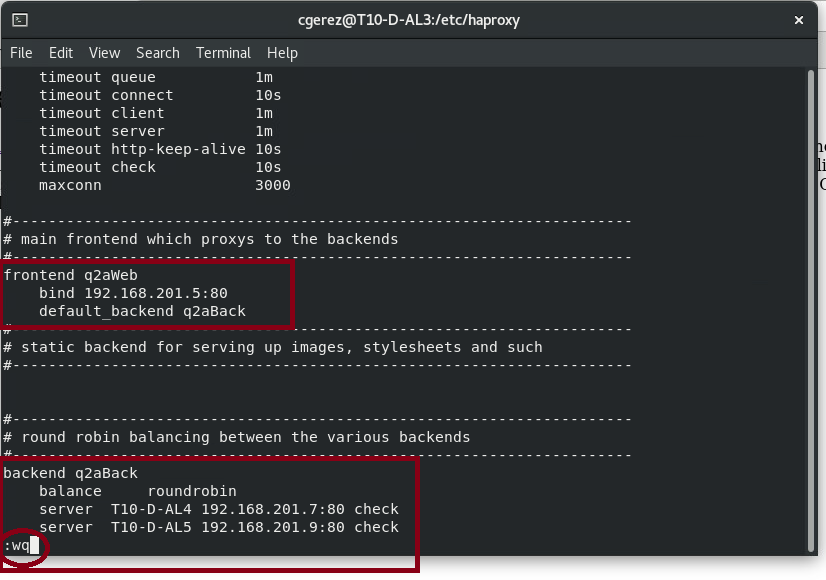 cgerez@T10-D-AL3:/etc/haproxy
File Edit View Search Terminal Help
    timeout queue           1m
    timeout connect         10s
    timeout client          1m
    timeout server          1m
    timeout http-keep-alive 10s
    timeout check           10s
    maxconn                 3000
#---------------------------------------------------------------------
# main frontend which proxys to the backends
#---------------------------------------------------------------------
frontend q2aWeb
    bind 192.168.201.5:80
    default_backend q2aBack
#---------------------------------------------------------------------
# static backend for serving up images, stylesheets and such
#---------------------------------------------------------------------
#---------------------------------------------------------------------
# round robin balancing between the various backends
#---------------------------------------------------------------------
backend q2aBack
    balance     roundrobin
    server  T10-D-AL4 192.168.201.7:80 check
    server  T10-D-AL5 192.168.201.9:80 check
:wq